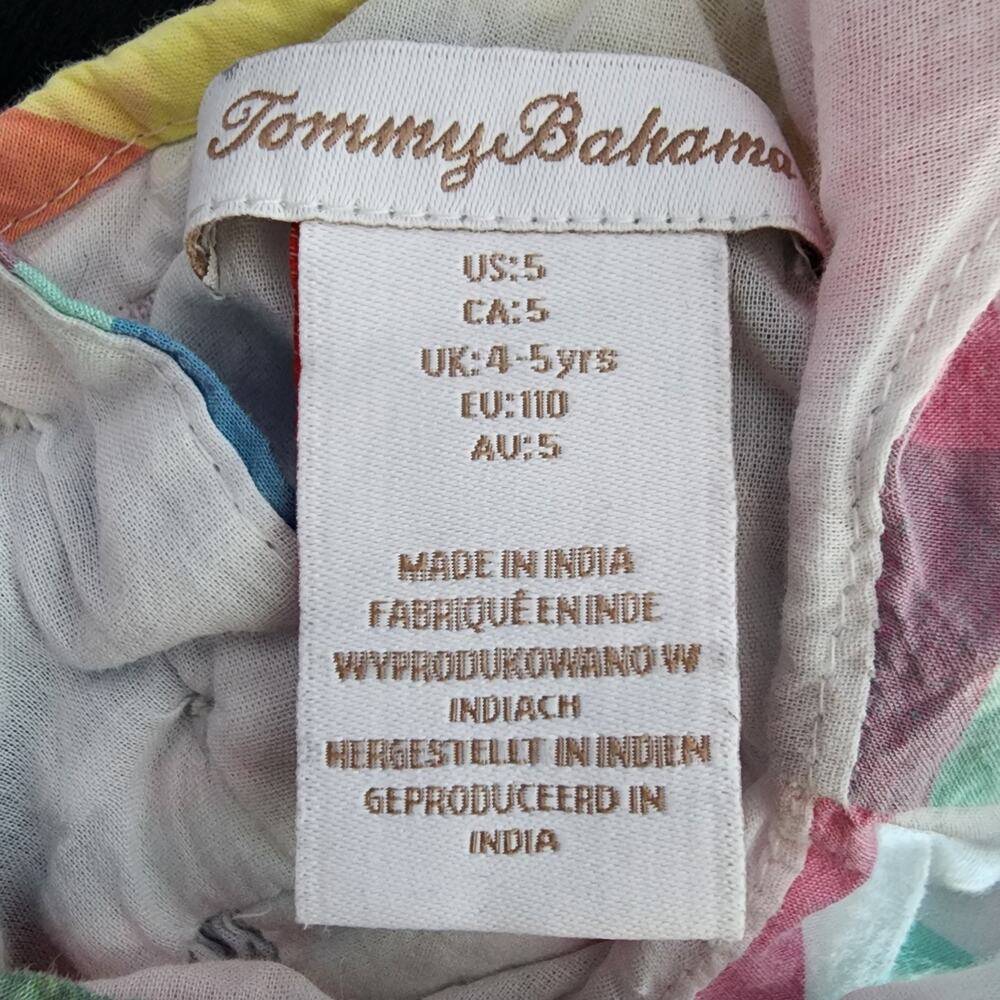 Tommy Bahama
US: 5
CA: 5
UK: 4-5yrs
EU: 110
AU: 5
MADE IN INDIA
FABRIQUÉ EN INDE
WYPRODUKOWANO W
INDIACH
HERGESTELLT IN INDIEN
GEPRODUCEERD IN
INDIA